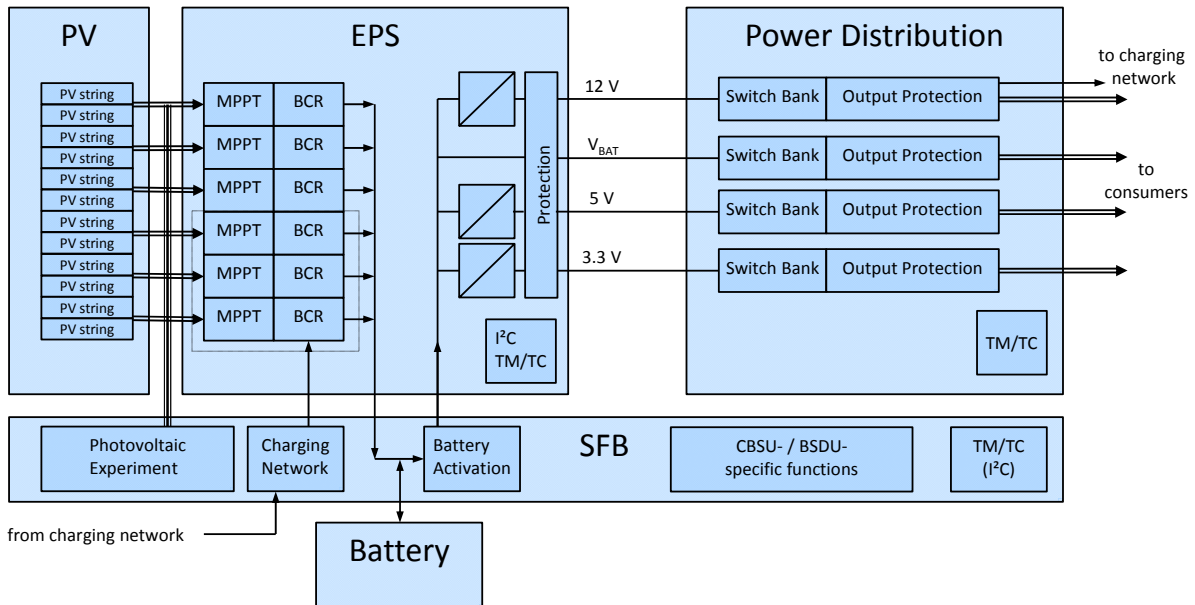 PV
PV string
PV string
PV string
PV string
PV string
PV string
PV string
PV string
PV string
PV string
PV string
PV string
EPS
MPPT BCR
MPPT BCR
MPPT BCR
MPPT BCR
MPPT BCR
MPPT BCR
Protection
I²C
TM/TC
12 V
V_BAT
5 V
3.3 V
Power Distribution
Switch Bank Output Protection
Switch Bank Output Protection
Switch Bank Output Protection
Switch Bank Output Protection
TM/TC
to charging
network
to
consumers
SFB
Photovoltaic
Experiment
Charging
Network
Battery
Activation
CBSU- / BSDU-
specific functions
TM/TC
(I²C)
from charging network
Battery